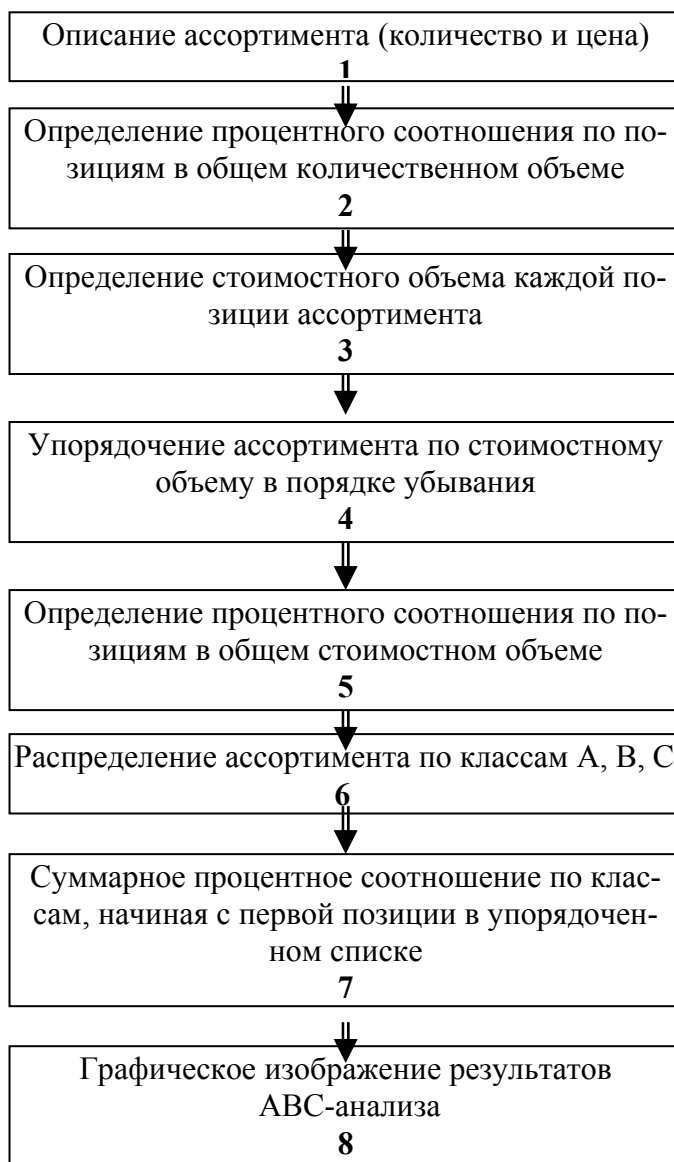 Описание ассортимента (количество и цена)
1
Определение процентного соотношения по по-
зициям в общем количественном объеме
2
Определение стоимостного объема каждой по-
зиции ассортимента
3
Упорядочение ассортимента по стоимостному
объему в порядке убывания
4
Определение процентного соотношения по по-
зициям в общем стоимостном объеме
5
Распределение ассортимента по классам А, В, С
6
Суммарное процентное соотношение по клас-
сам, начиная с первой позиции в упорядочен-
ном списке
7
Графическое изображение результатов
АВС-анализа
8